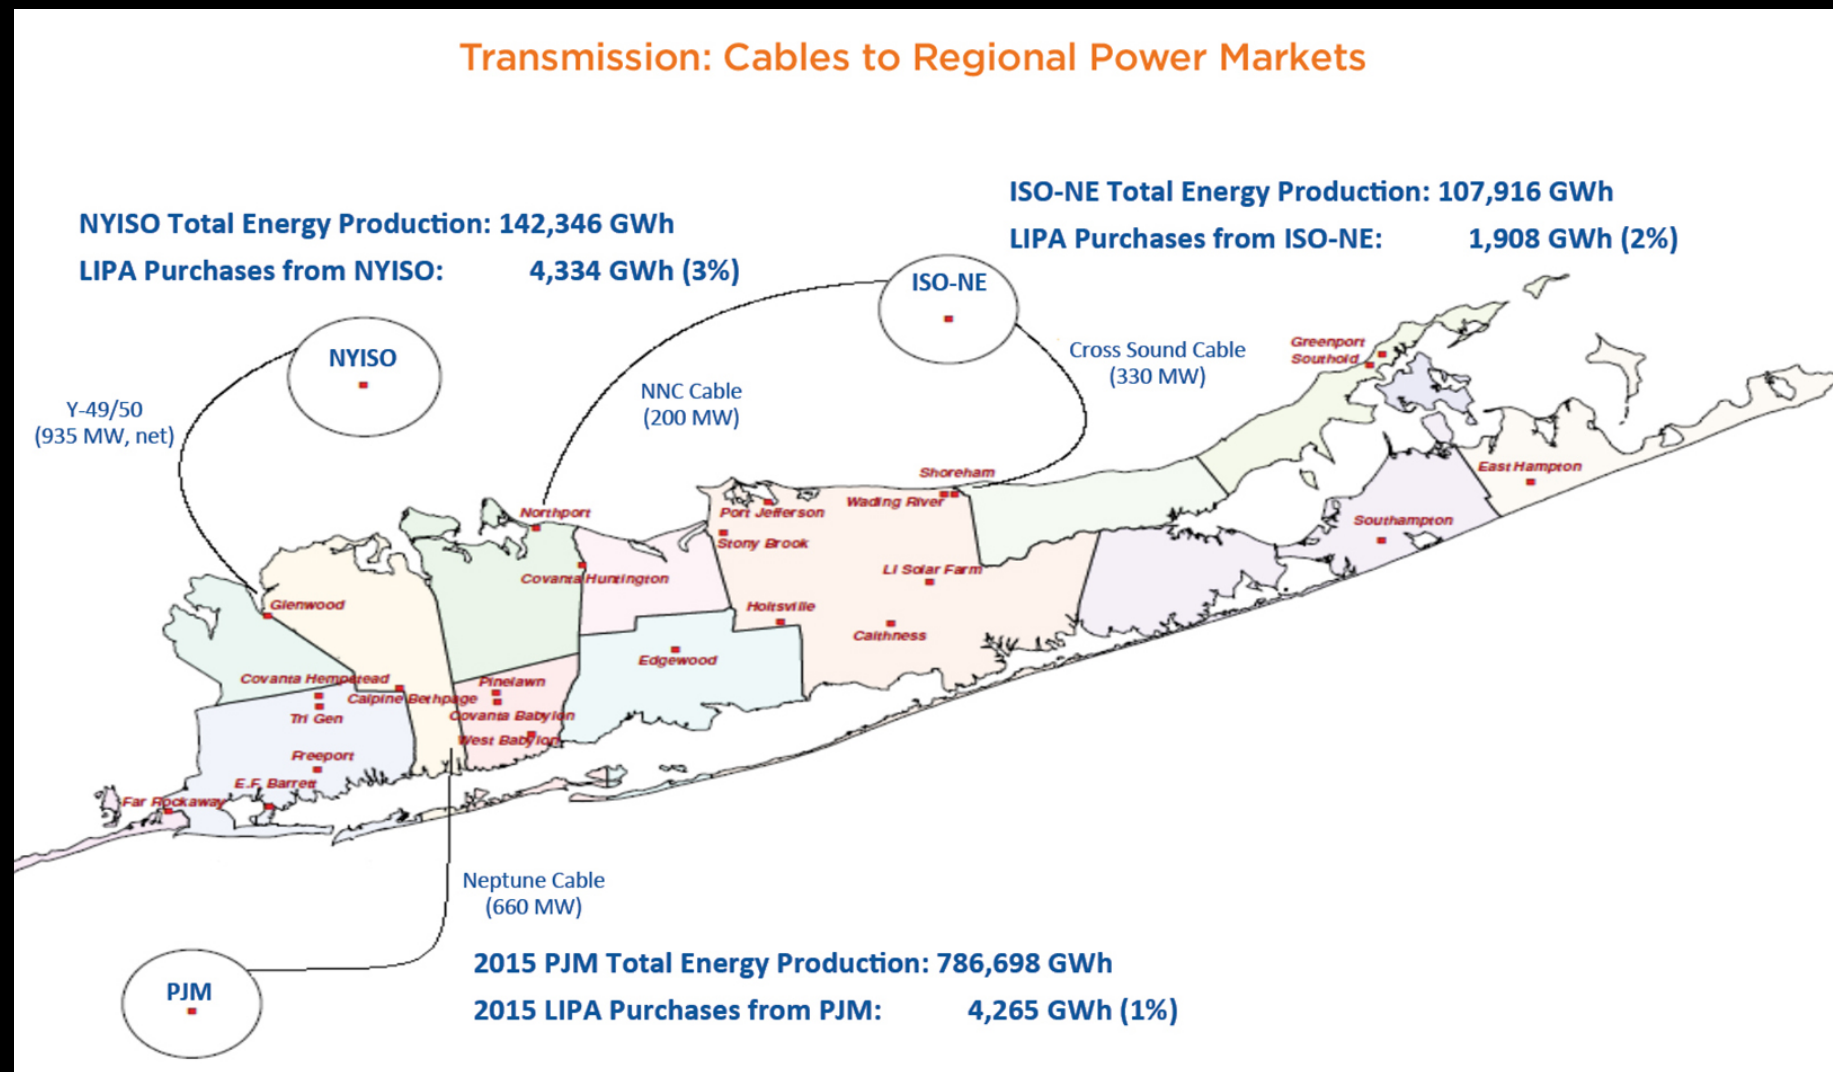 Transmission: Cables to Regional Power Markets
NYISO Total Energy Production: 142,346 GWh
LIPA Purchases from NYISO: 4,334 GWh (3%)
ISO-NE Total Energy Production: 107,916 GWh
LIPA Purchases from ISO-NE: 1,908 GWh (2%)
NYISO
ISO-NE
Y-49/50
(935 MW, net)
NNC Cable
(200 MW)
Cross Sound Cable
(330 MW)
Greenport
Southold
Shoreham
Wading River
East Hampton
Southampton
Northport
Port Jefferson
Stony Brook
Covanta Huntington
LI Solar Farm
Glenwood
Holtsville
Caithness
Edgewood
Covanta Hempstead
Calpine Bethpage
Pinelawn
Tri Gen
Covanta Babylon
West Babylon
Freeport
E.F. Barrett
Far Rockaway
Neptune Cable
(660 MW)
PJM
2015 PJM Total Energy Production: 786,698 GWh
2015 LIPA Purchases from PJM: 4,265 GWh (1%)